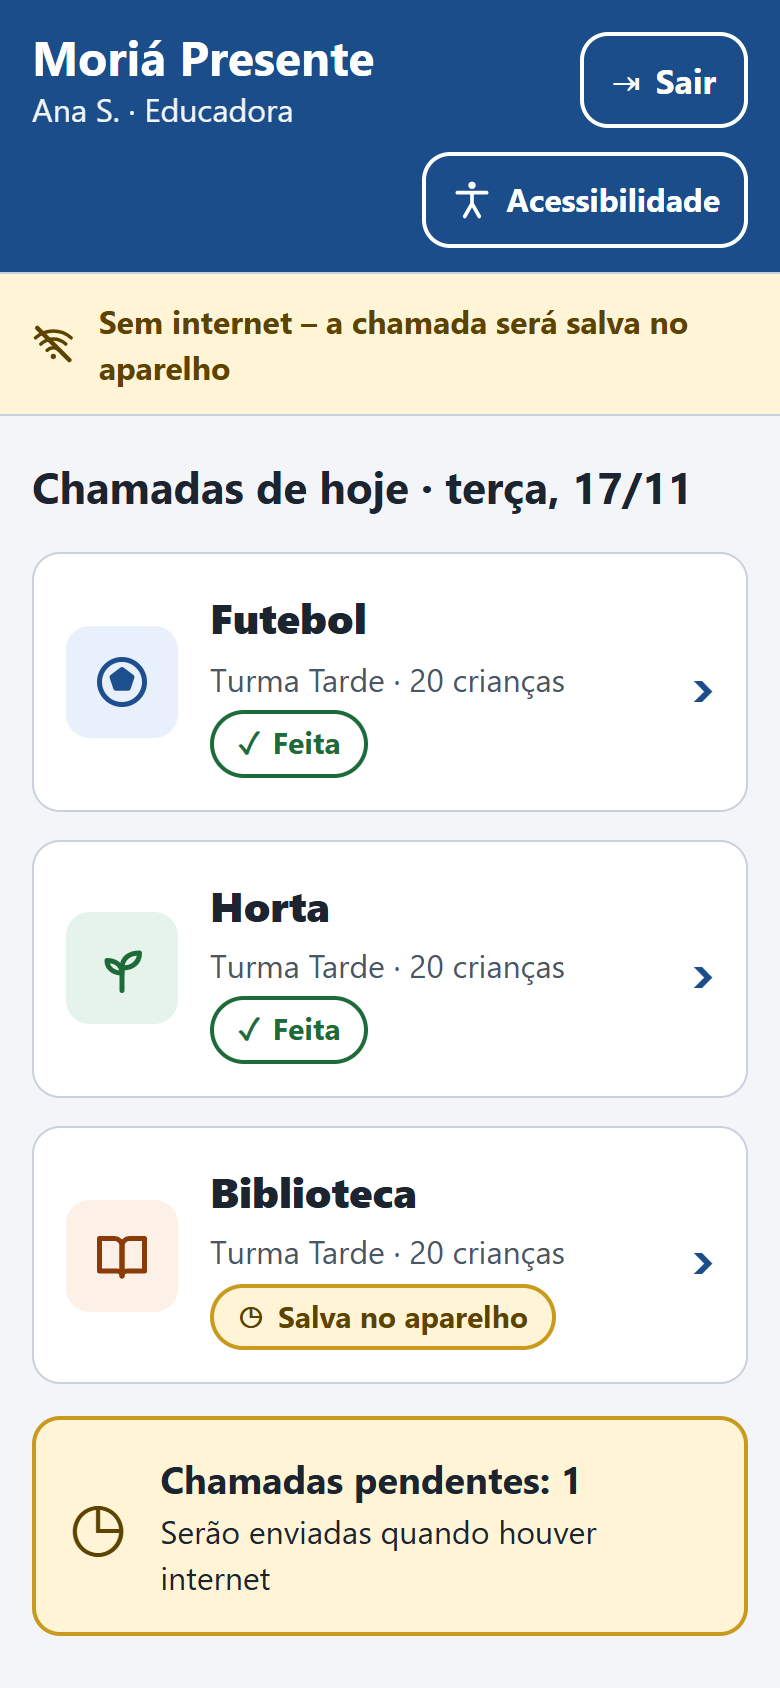 Moriá Presente
Ana S. · Educadora
⇥ Sair
Acessibilidade
Sem internet – a chamada será salva no
aparelho
Chamadas de hoje · terça, 17/11
Futebol
Turma Tarde · 20 crianças
✓ Feita
Horta
Turma Tarde · 20 crianças
✓ Feita
Biblioteca
Turma Tarde · 20 crianças
Salva no aparelho
Chamadas pendentes: 1
Serão enviadas quando houver
internet